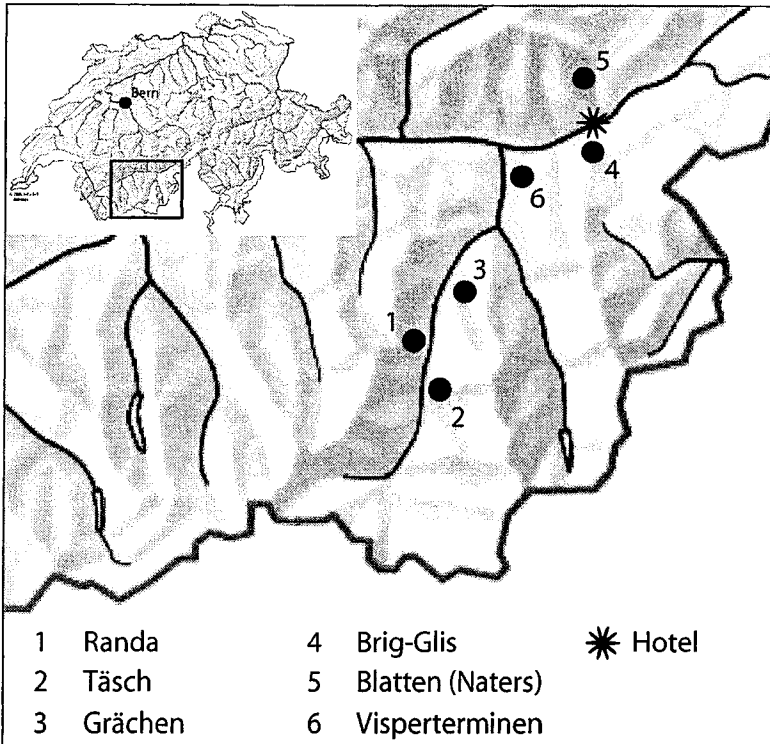 Bern
5
4
6
3
1
2
1 Randa
2 Täsch
3 Grächen
4 Brig-Glis
5 Blatten (Naters)
6 Visperterminen
Hotel